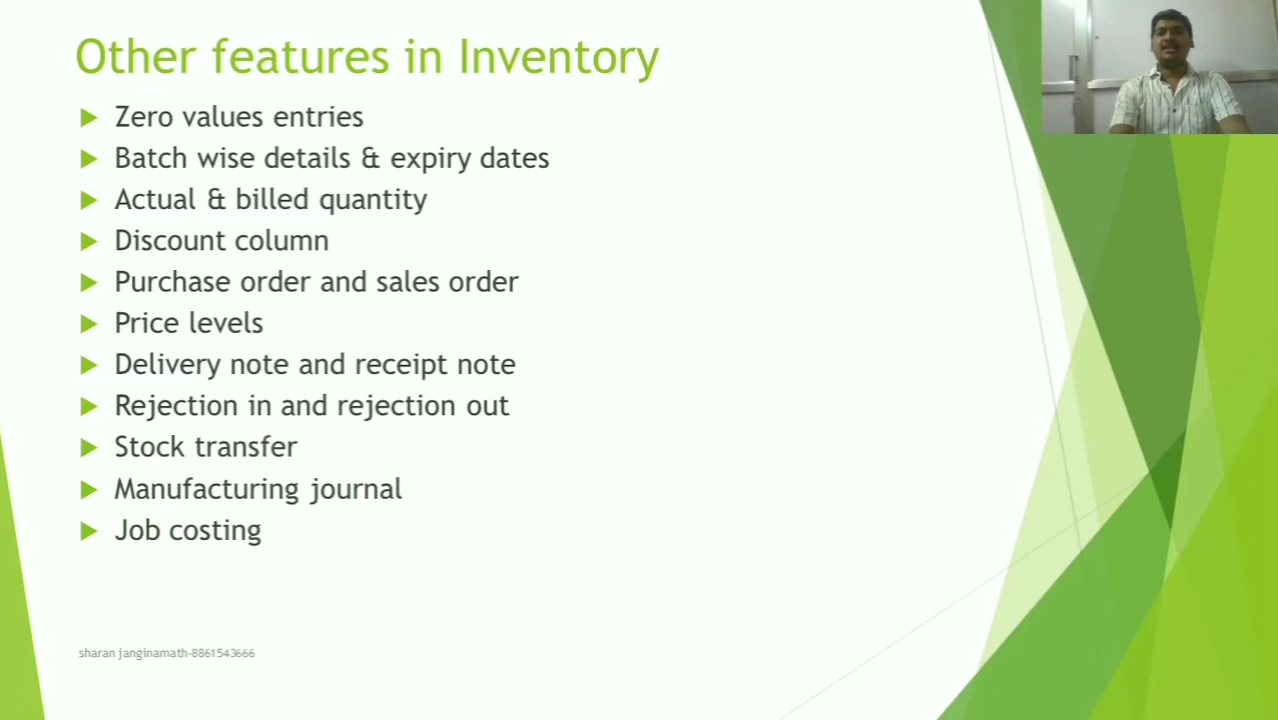 Other features in Inventory
Zero values entries
Batch wise details & expiry dates
Actual & billed quantity
Discount column
Purchase order and sales order
Price levels
Delivery note and receipt note
Rejection in and rejection out
Stock transfer
Manufacturing journal
Job costing
sharan janginamath-8861543666